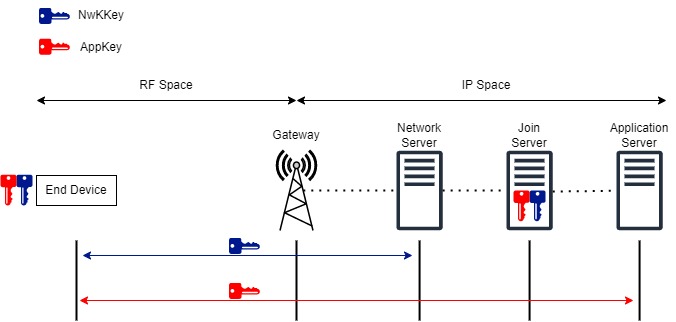 NwKKey
AppKey
RF Space
IP Space
Gateway
Network
Server
Join
Server
Application
Server
End Device